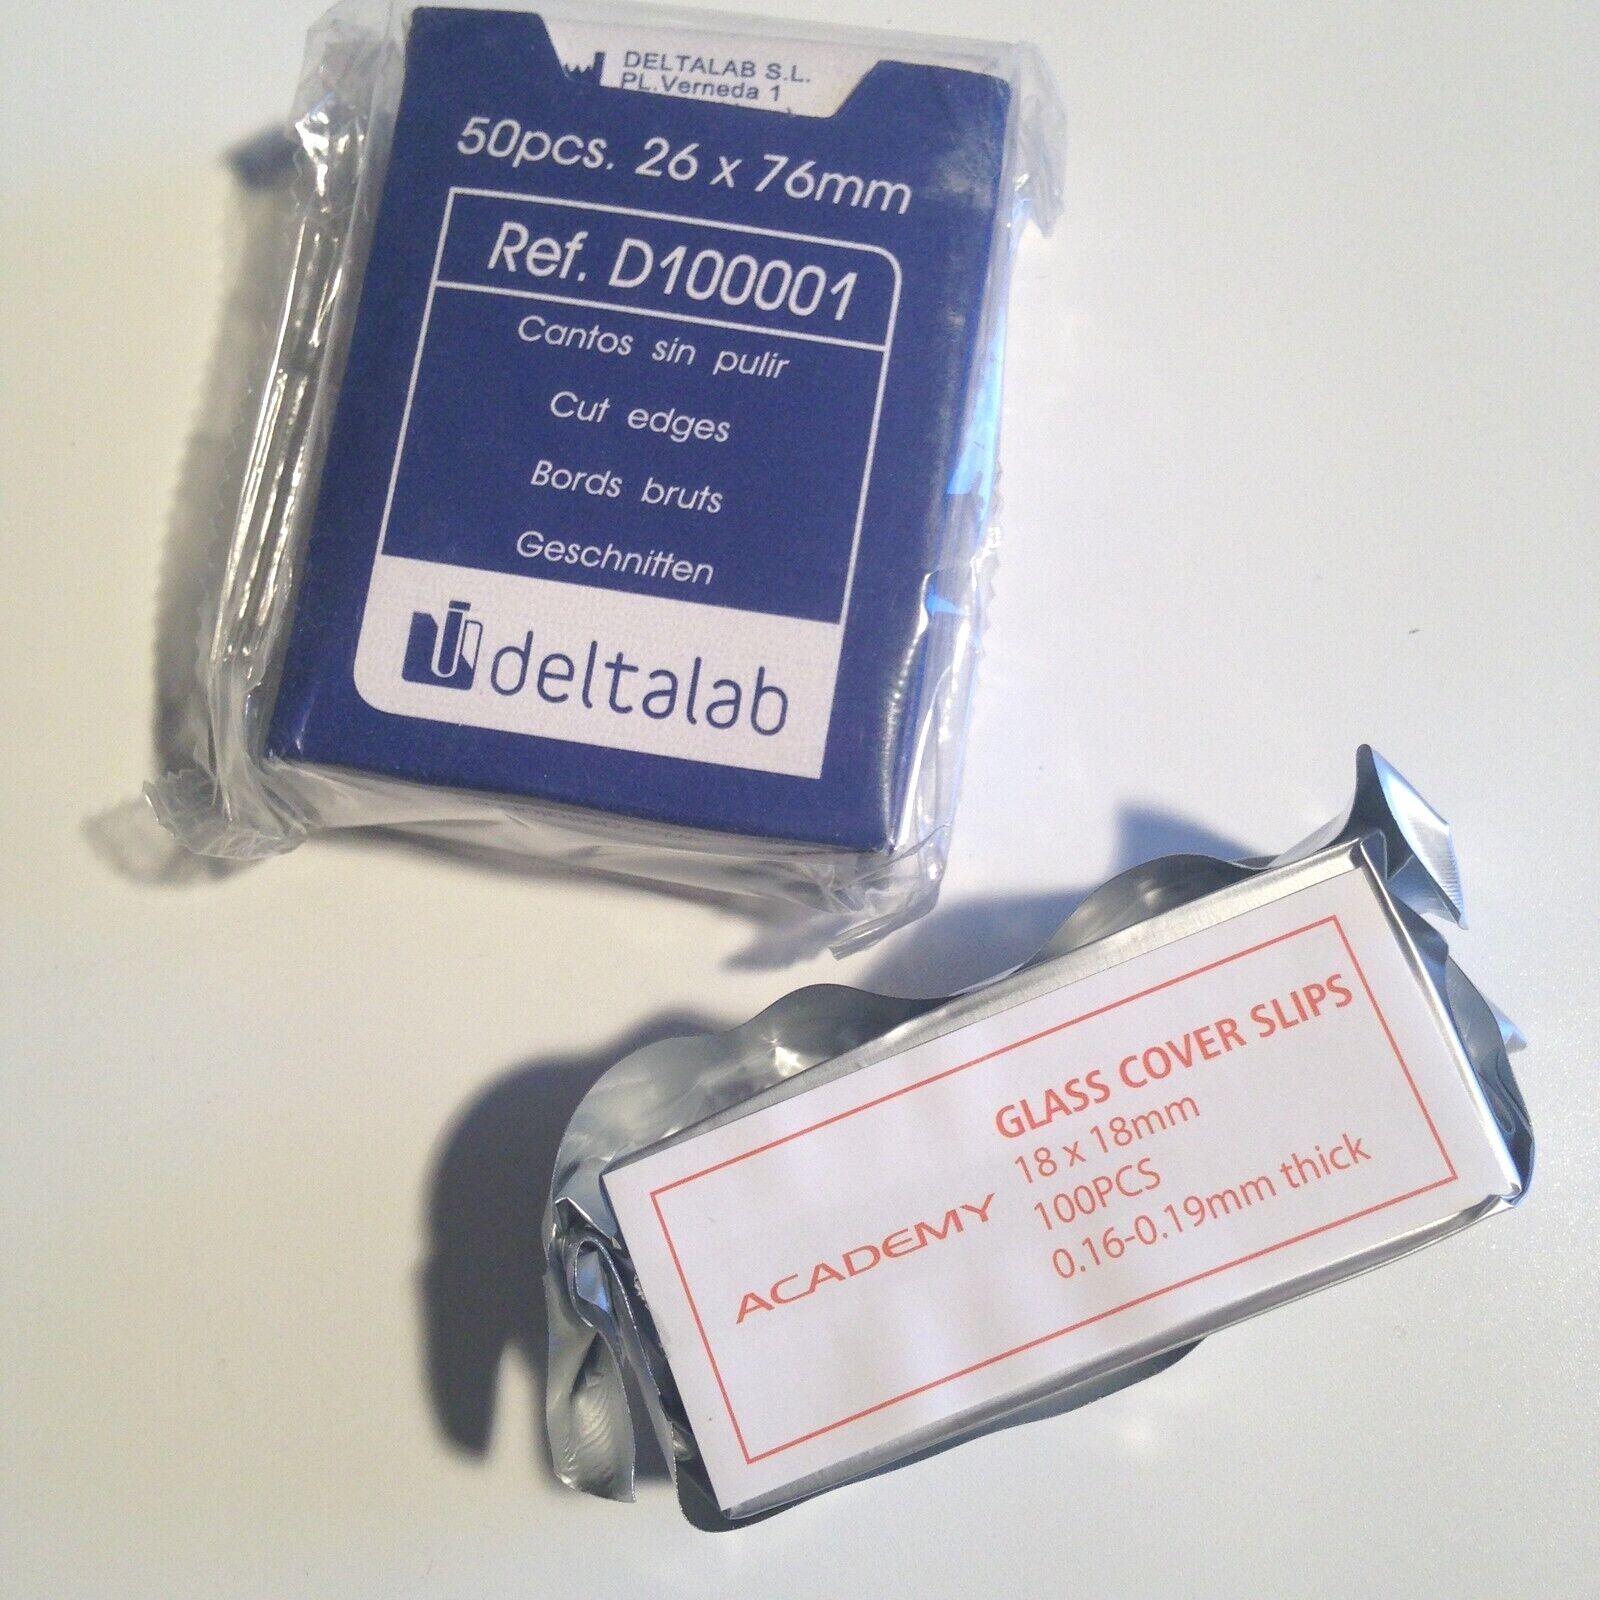 DELTALAB S.L.
PL.Verneda 1
50pcs. 26 x 76mm
Ref. D100001
Cantos sin pulir
Cut edges
Bords bruts
Geschnitten
deltalab
GLASS COVER SLIPS
18 x 18mm
ACADEMY 100PCS
0.16-0.19mm thick